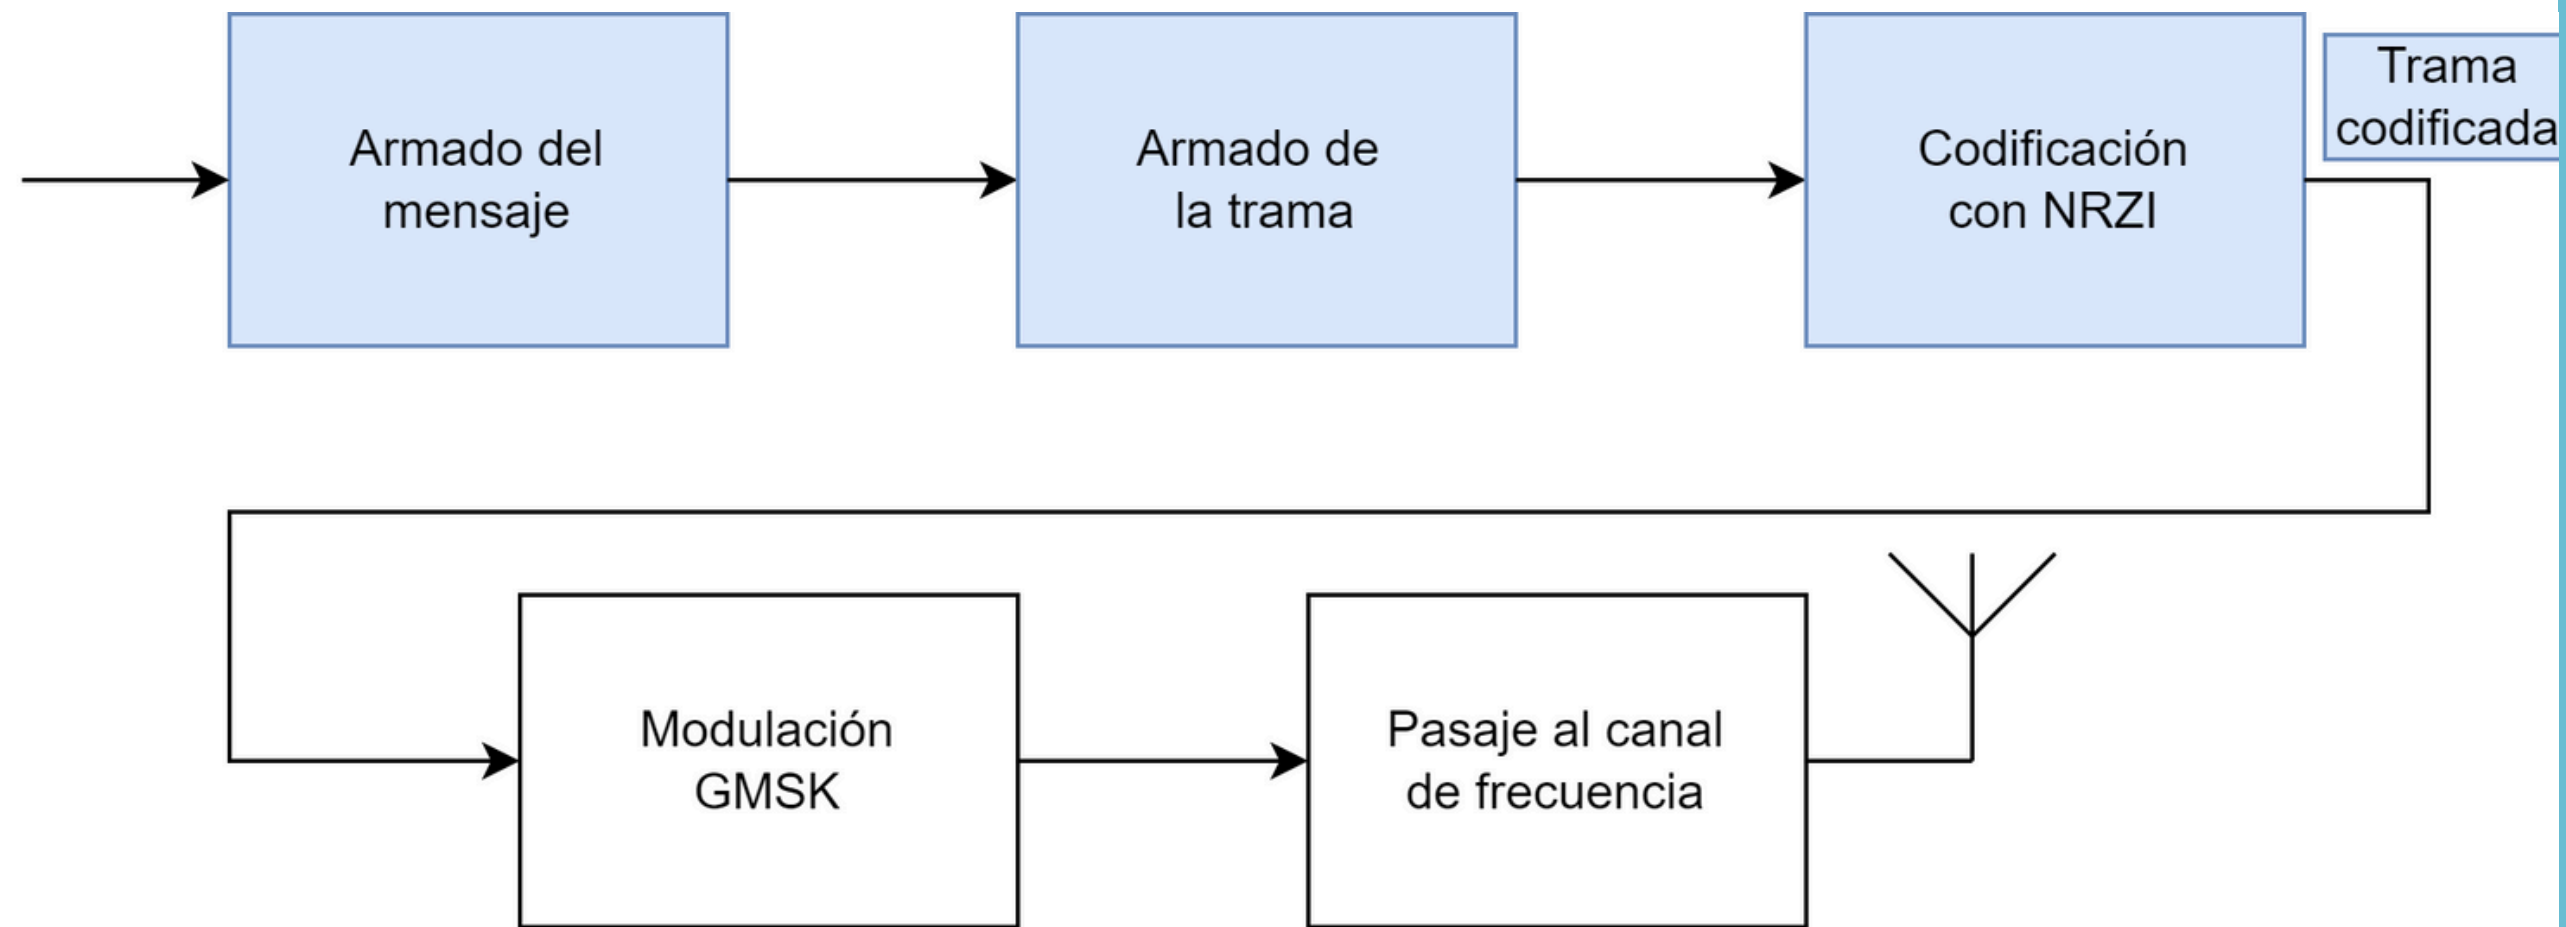 Armado del
mensaje
Armado de
la trama
Codificación
con NRZI
Trama
codificada
Modulación
GMSK
Pasaje al canal
de frecuencia